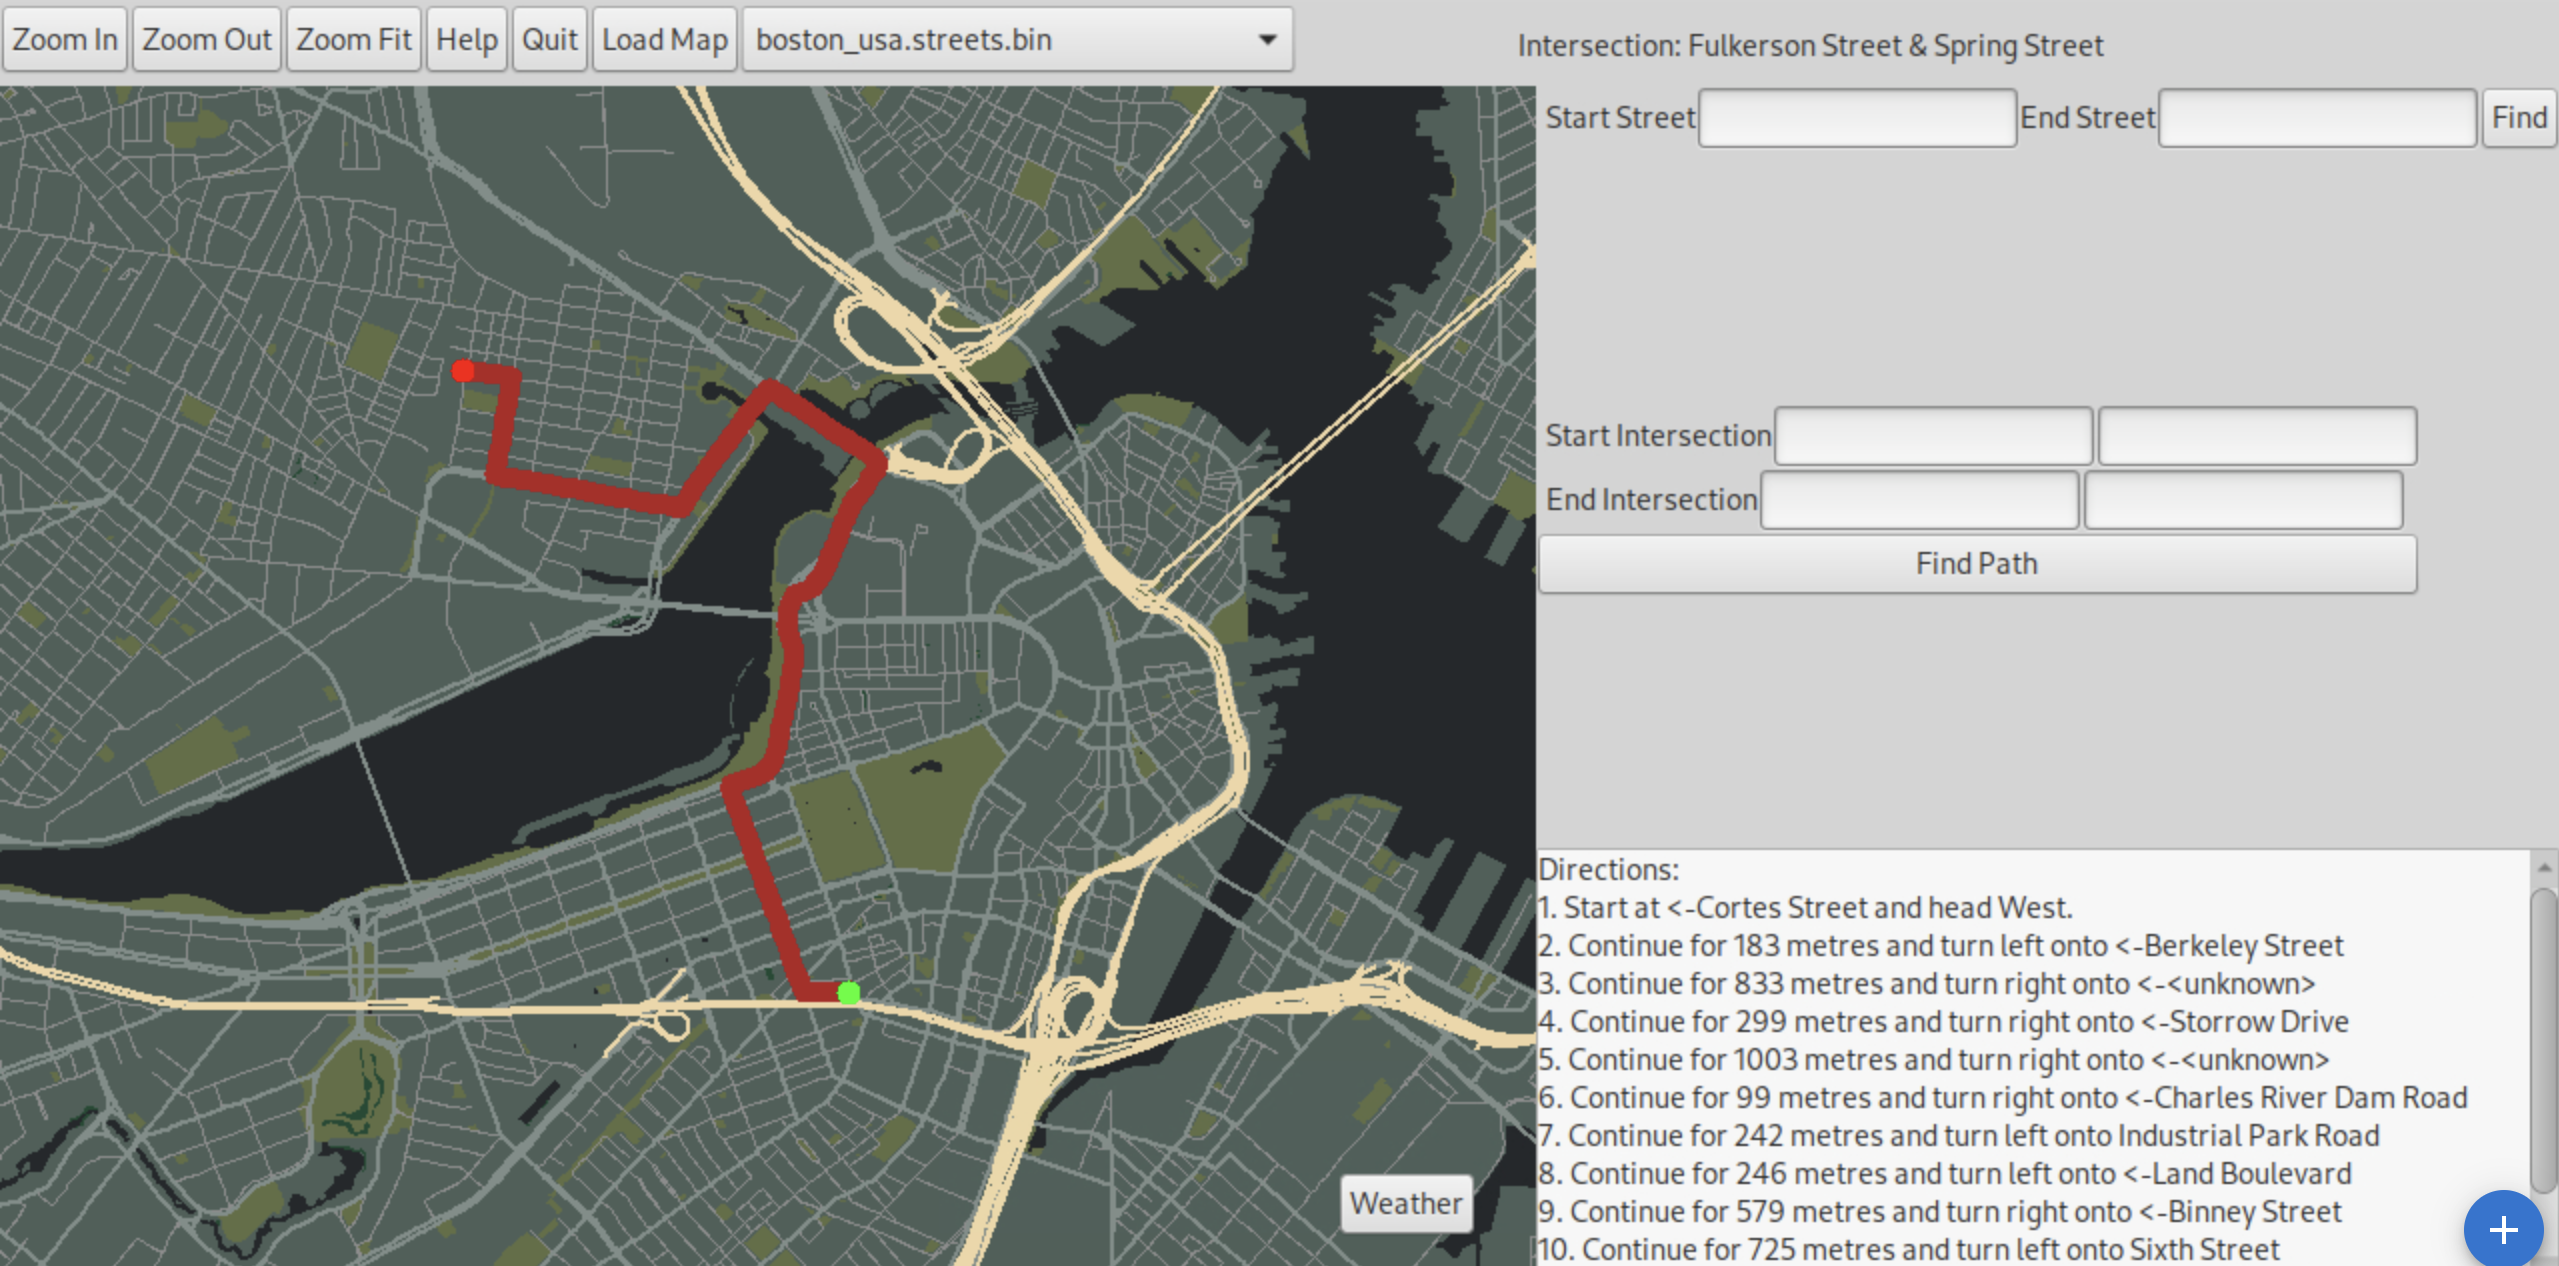 Zoom In Zoom Out Zoom Fit Help Quit Load Map boston_usa.streets.bin
Intersection: Fulkerson Street & Spring Street
Start Street End Street Find
Start Intersection
End Intersection
Find Path
Directions:
1. Start at <-Cortes Street and head West.
2. Continue for 183 metres and turn left onto <-Berkeley Street
3. Continue for 833 metres and turn right onto <-<unknown>
4. Continue for 299 metres and turn right onto <-Storrow Drive
5. Continue for 1003 metres and turn right onto <-<unknown>
6. Continue for 99 metres and turn right onto <-Charles River Dam Road
7. Continue for 242 metres and turn left onto Industrial Park Road
8. Continue for 246 metres and turn left onto <-Land Boulevard
9. Continue for 579 metres and turn right onto <-Binney Street
10. Continue for 725 metres and turn left onto Sixth Street
Weather